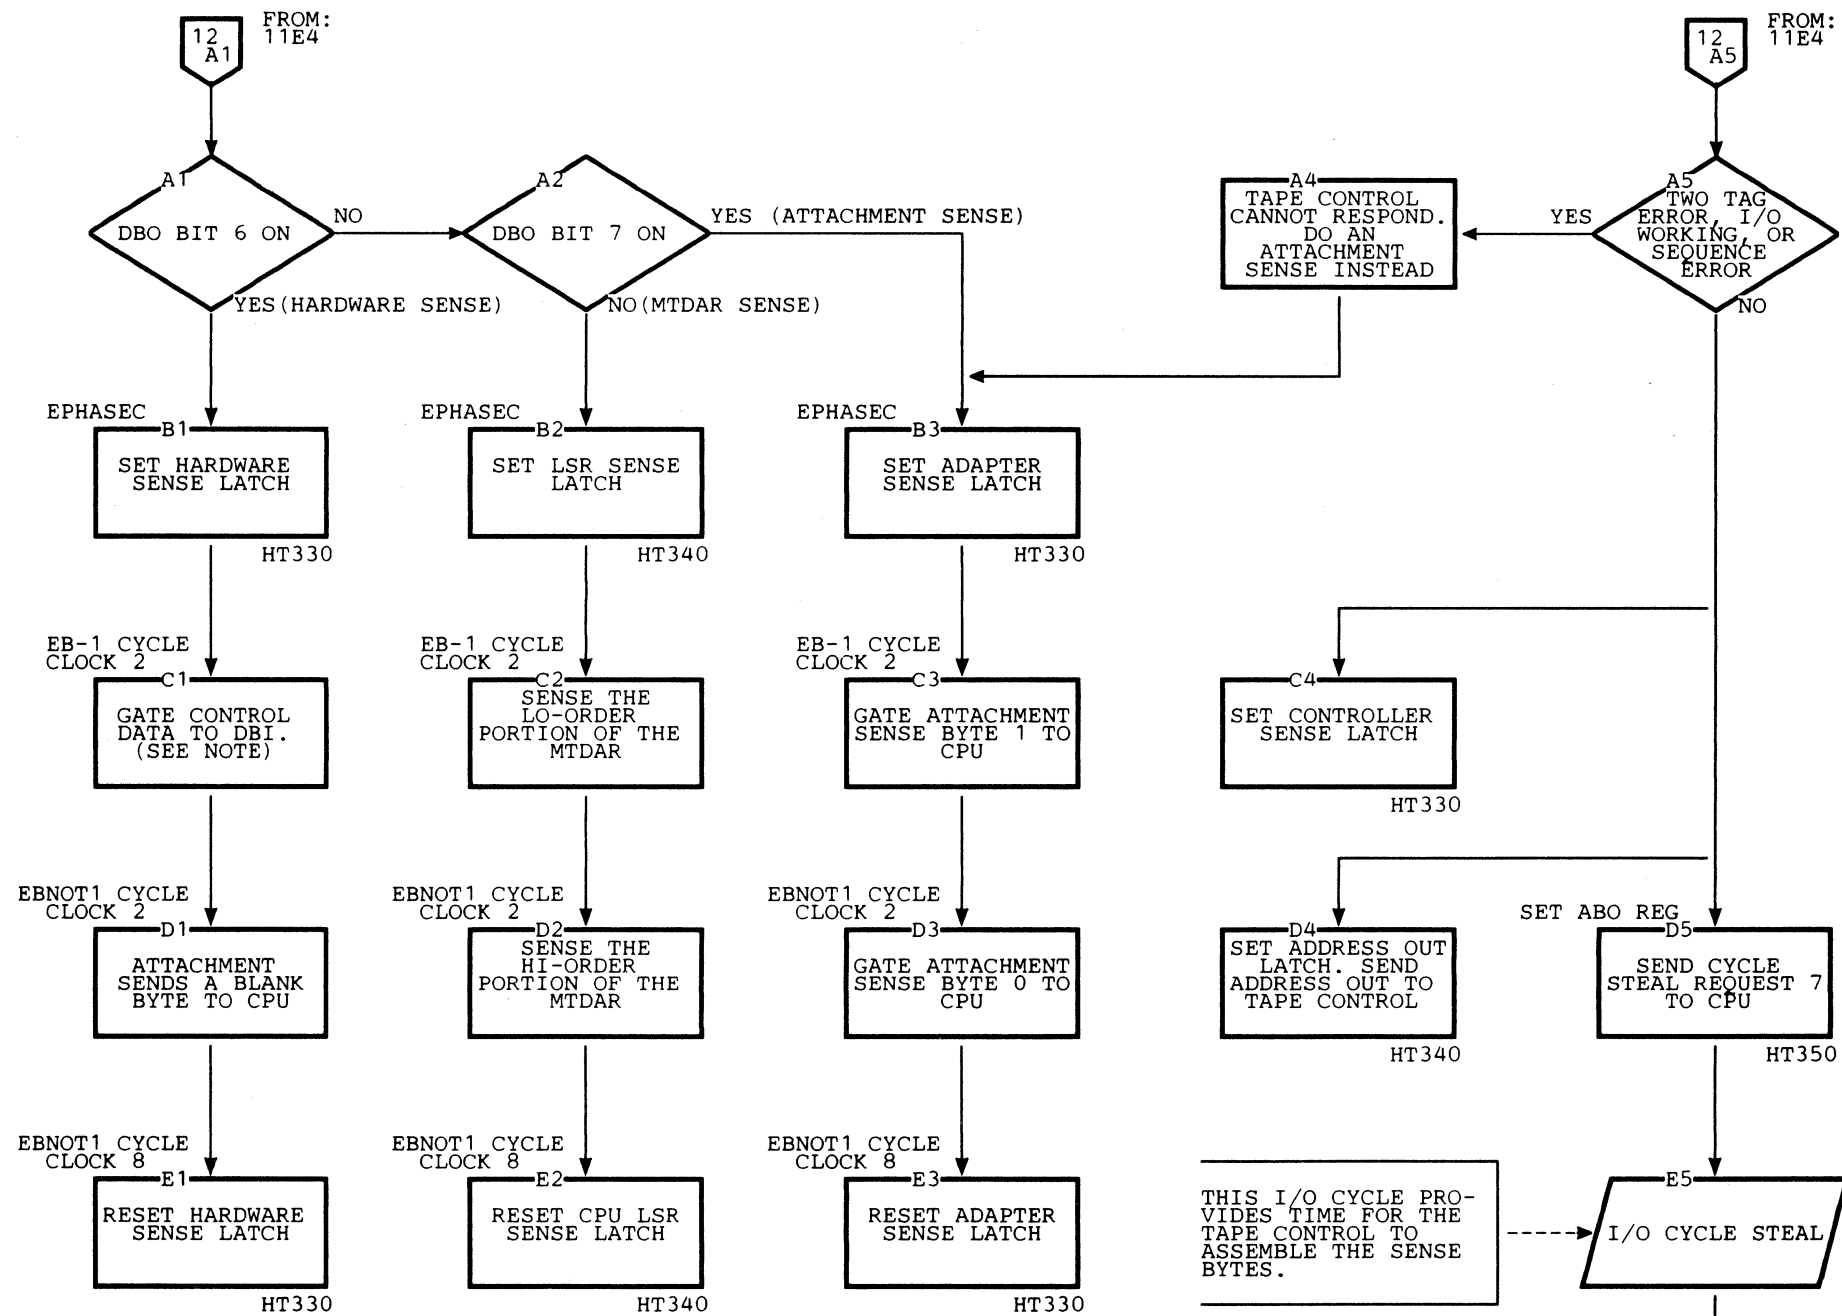 12
A1
FROM:
11E4
12
A5
FROM:
11E4
A1
DBO BIT 6 ON
NO
YES(HARDWARE SENSE)
A2
DBO BIT 7 ON
YES (ATTACHMENT SENSE)
NO(MTDAR SENSE)
A4
TAPE CONTROL
CANNOT RESPOND.
DO AN
ATTACHMENT
SENSE INSTEAD
YES
A5
TWO TAG
ERROR, I/O
WORKING, OR
SEQUENCE
ERROR
NO
EPHASEC
B1
SET HARDWARE
SENSE LATCH
HT330
EPHASEC
B2
SET LSR SENSE
LATCH
HT340
EPHASEC
B3
SET ADAPTER
SENSE LATCH
HT330
EB-1 CYCLE
CLOCK 2
C1
GATE CONTROL
DATA TO DBI.
(SEE NOTE)
EB-1 CYCLE
CLOCK 2
C2
SENSE THE
LO-ORDER
PORTION OF THE
MTDAR
EB-1 CYCLE
CLOCK 2
C3
GATE ATTACHMENT
SENSE BYTE 1 TO
CPU
C4
SET CONTROLLER
SENSE LATCH
HT330
EBNOT1 CYCLE
CLOCK 2
D1
ATTACHMENT
SENDS A BLANK
BYTE TO CPU
EBNOT1 CYCLE
CLOCK 2
D2
SENSE THE
HI-ORDER
PORTION OF THE
MTDAR
EBNOT1 CYCLE
CLOCK 2
D3
GATE ATTACHMENT
SENSE BYTE 0 TO
CPU
D4
SET ADDRESS OUT
LATCH. SEND
ADDRESS OUT TO
TAPE CONTROL
HT340
SET ABO REG
D5
SEND CYCLE
STEAL REQUEST 7
TO CPU
HT350
EBNOT1 CYCLE
CLOCK 8
E1
RESET HARDWARE
SENSE LATCH
HT330
EBNOT1 CYCLE
CLOCK 8
E2
RESET CPU LSR
SENSE LATCH
HT340
EBNOT1 CYCLE
CLOCK 8
E3
RESET ADAPTER
SENSE LATCH
HT330
THIS I/O CYCLE PRO-
VIDES TIME FOR THE
TAPE CONTROL TO
ASSEMBLE THE SENSE
BYTES.
E5
I/O CYCLE STEAL